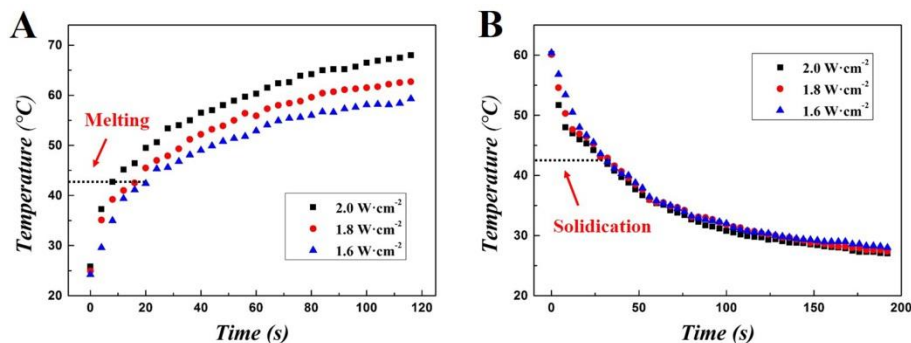 A
Temperature (°C)
70
60
50
40
30
20
Melting
2.0 W·cm-2
1.8 W·cm-2
1.6 W·cm-2
0
20
40
60
80
100
120
Time (s)
B
Temperature (°C)
60
50
40
30
20
2.0 W·cm-2
1.8 W·cm-2
1.6 W·cm-2
Solidication
0
50
100
150
200
Time (s)